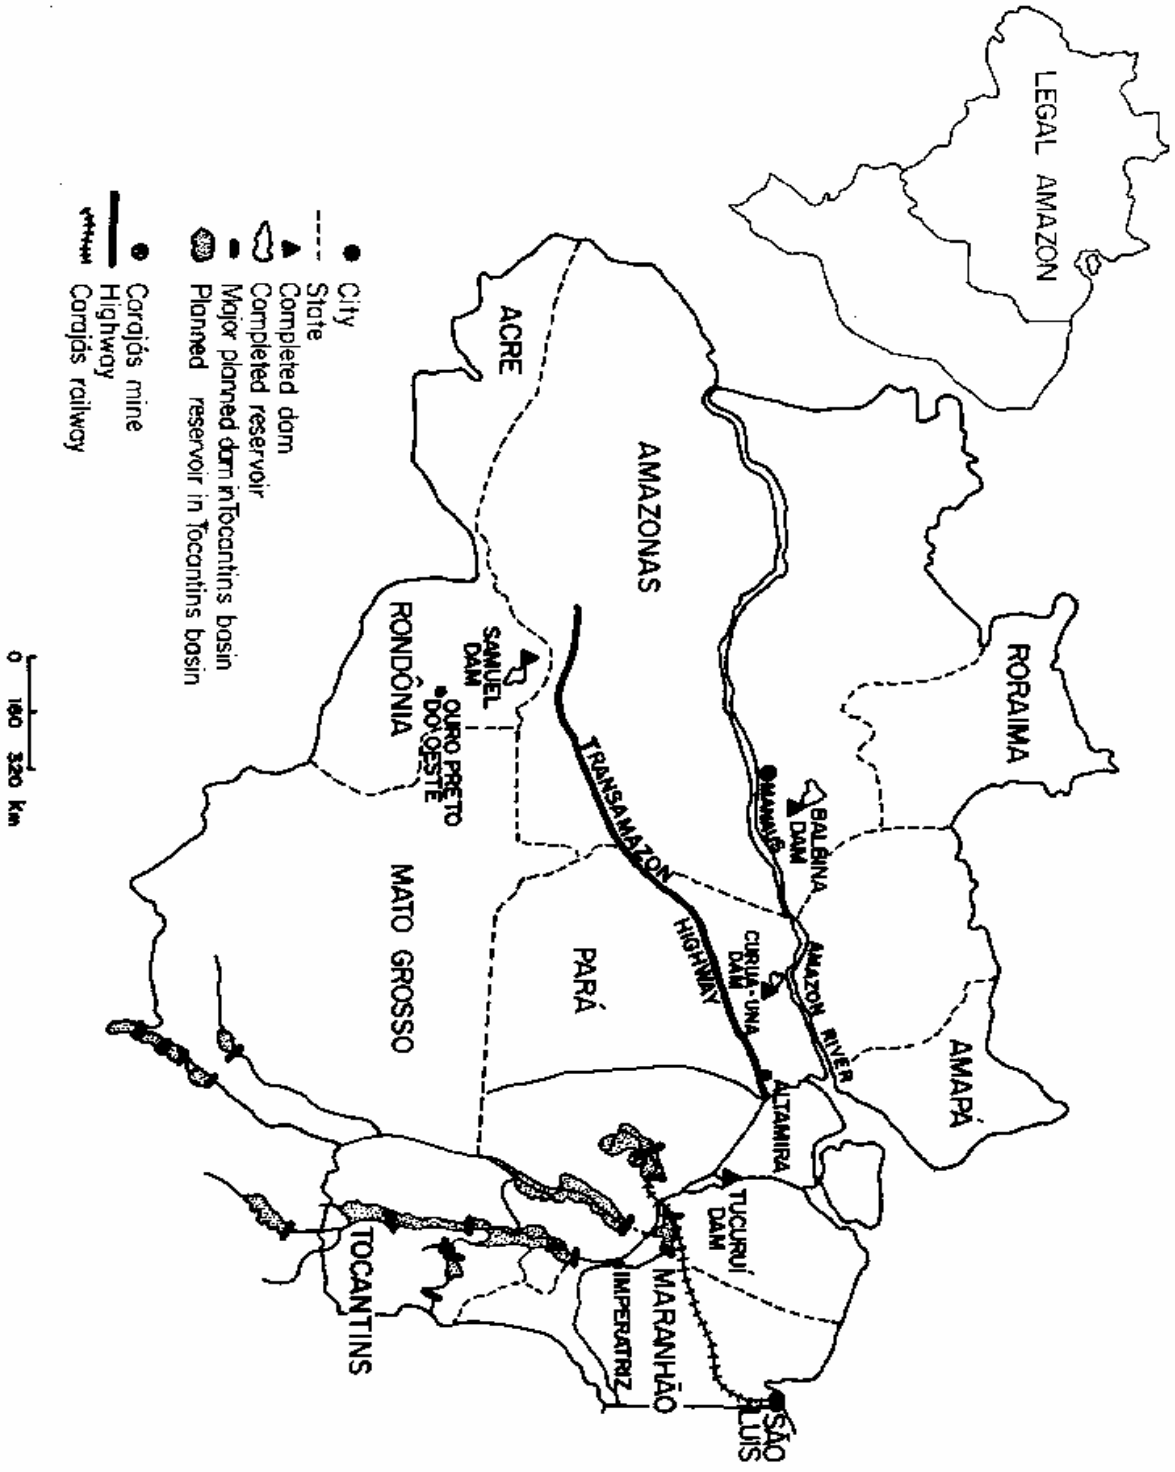 LEGAL AMAZON
RORAIMA
AMAPÁ
BALBINA
DAM
MANAUS
AMAZON RIVER
AMAZONAS
CURUÁ-UNA
DAM
ALTAMIRA
TUCURUÍ
DAM
SÃO
LUIS
TRANSAMAZON HIGHWAY
PARÁ
MARANHÃO
IMPERATRIZ
ACRE
SAMUEL
DAM
OURO PRETO
DO OESTE
RONDÔNIA
MATO GROSSO
TOCANTINS
City
State
Completed dam
Completed reservoir
Major planned dam in Tocantins basin
Planned reservoir in Tocantins basin
Carajás mine
Highway
Carajás railway
0 160 320 km